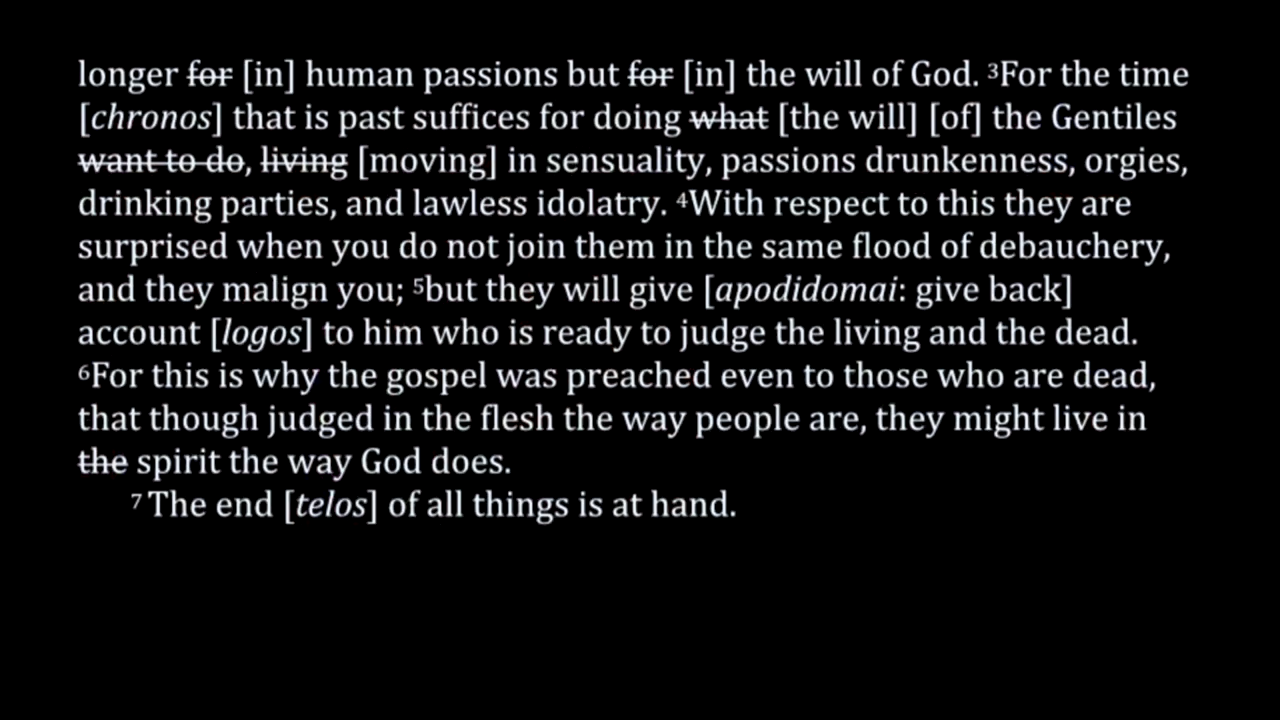 longer for [in] human passions but for [in] the will of God. ³For the time
[chronos] that is past suffices for doing what [the will] [of] the Gentiles
want to do, living [moving] in sensuality, passions drunkenness, orgies,
drinking parties, and lawless idolatry. ⁴With respect to this they are
surprised when you do not join them in the same flood of debauchery,
and they malign you; ⁵but they will give [apodidomai: give back]
account [logos] to him who is ready to judge the living and the dead.
⁶For this is why the gospel was preached even to those who are dead,
that though judged in the flesh the way people are, they might live in
the spirit the way God does.
⁷ The end [telos] of all things is at hand.